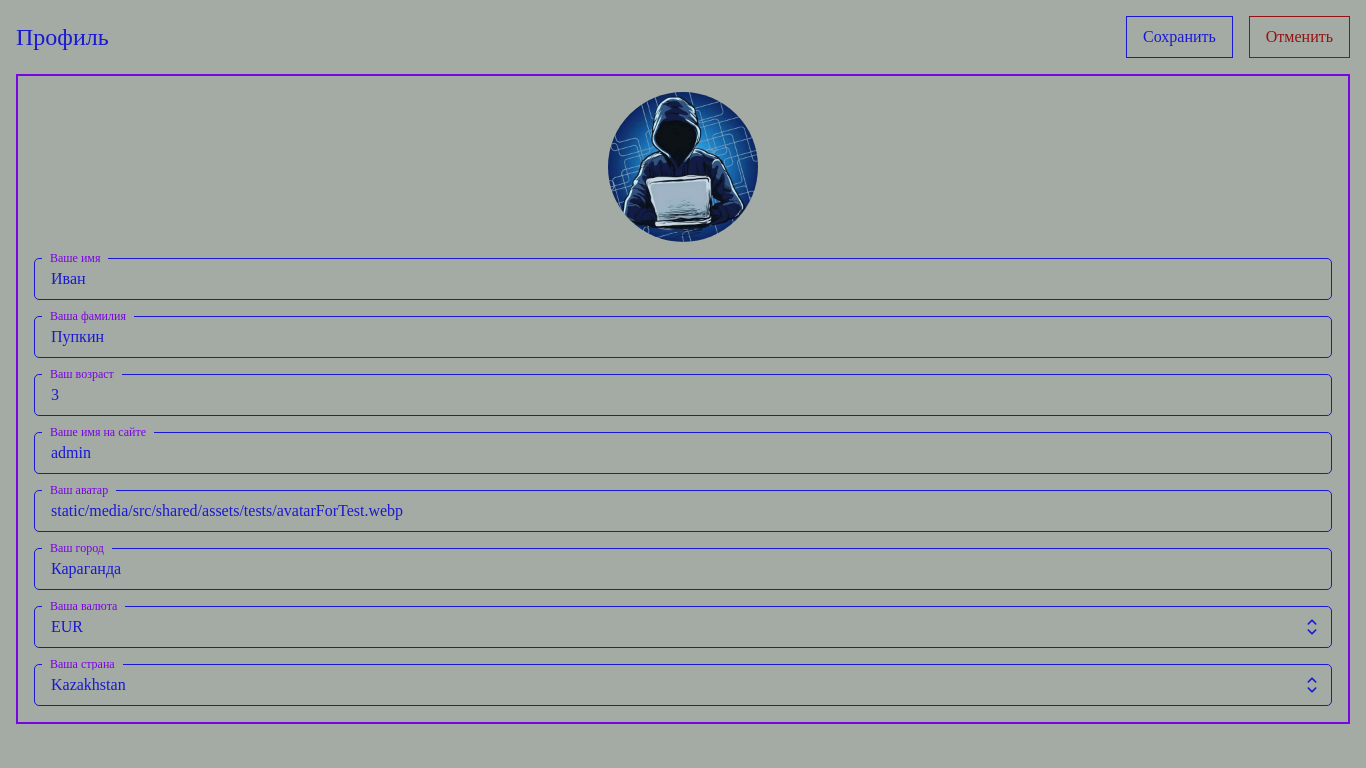 Профиль
Сохранить
Отменить
Ваше имя
Иван
Ваша фамилия
Пупкин
Ваш возраст
3
Ваше имя на сайте
admin
Ваш аватар
static/media/src/shared/assets/tests/avatarForTest.webp
Ваш город
Караганда
Ваша валюта
EUR
Ваша страна
Kazakhstan